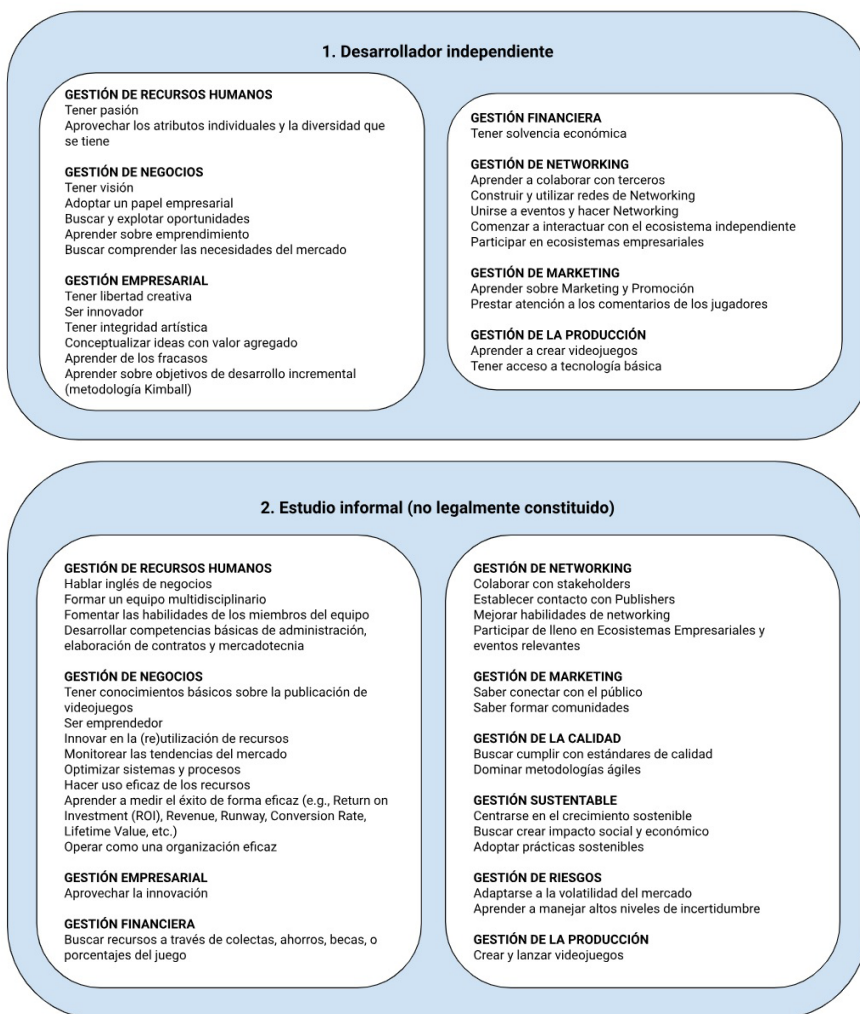 1. Desarrollador independiente
GESTIÓN DE RECURSOS HUMANOS
Tener pasión
Aprovechar los atributos individuales y la diversidad que
se tiene
GESTIÓN DE NEGOCIOS
Tener visión
Adoptar un papel empresarial
Buscar y explotar oportunidades
Aprender sobre emprendimiento
Buscar comprender las necesidades del mercado
GESTIÓN EMPRESARIAL
Tener libertad creativa
Ser innovador
Tener integridad artística
Conceptualizar ideas con valor agregado
Aprender de los fracasos
Aprender sobre objetivos de desarrollo incremental
(metodología Kimball)
GESTIÓN FINANCIERA
Tener solvencia económica
GESTIÓN DE NETWORKING
Aprender a colaborar con terceros
Construir y utilizar redes de Networking
Unirse a eventos y hacer Networking
Comenzar a interactuar con el ecosistema independiente
Participar en ecosistemas empresariales
GESTIÓN DE MARKETING
Aprender sobre Marketing y Promoción
Prestar atención a los comentarios de los jugadores
GESTIÓN DE LA PRODUCCIÓN
Aprender a crear videojuegos
Tener acceso a tecnología básica
2. Estudio informal (no legalmente constituido)
GESTIÓN DE RECURSOS HUMANOS
Hablar inglés de negocios
Formar un equipo multidisciplinario
Fomentar las habilidades de los miembros del equipo
Desarrollar competencias básicas de administración,
elaboración de contratos y mercadotecnia
GESTIÓN DE NEGOCIOS
Tener conocimientos básicos sobre la publicación de
videojuegos
Ser emprendedor
Innovar en la (re)utilización de recursos
Monitorear las tendencias del mercado
Optimizar sistemas y procesos
Hacer uso eficaz de los recursos
Aprender a medir el éxito de forma eficaz (e.g., Return on
Investment (ROI), Revenue, Runway, Conversion Rate,
Lifetime Value, etc.)
Operar como una organización eficaz
GESTIÓN EMPRESARIAL
Aprovechar la innovación
GESTIÓN FINANCIERA
Buscar recursos a través de colectas, ahorros, becas, o
porcentajes del juego
GESTIÓN DE NETWORKING
Colaborar con stakeholders
Establecer contacto con Publishers
Mejorar habilidades de networking
Participar de lleno en Ecosistemas Empresariales y
eventos relevantes
GESTIÓN DE MARKETING
Saber conectar con el público
Saber formar comunidades
GESTIÓN DE LA CALIDAD
Buscar cumplir con estándares de calidad
Dominar metodologías ágiles
GESTIÓN SUSTENTABLE
Centrarse en el crecimiento sostenible
Buscar crear impacto social y económico
Adoptar prácticas sostenibles
GESTIÓN DE RIESGOS
Adaptarse a la volatilidad del mercado
Aprender a manejar altos niveles de incertidumbre
GESTIÓN DE LA PRODUCCIÓN
Crear y lanzar videojuegos